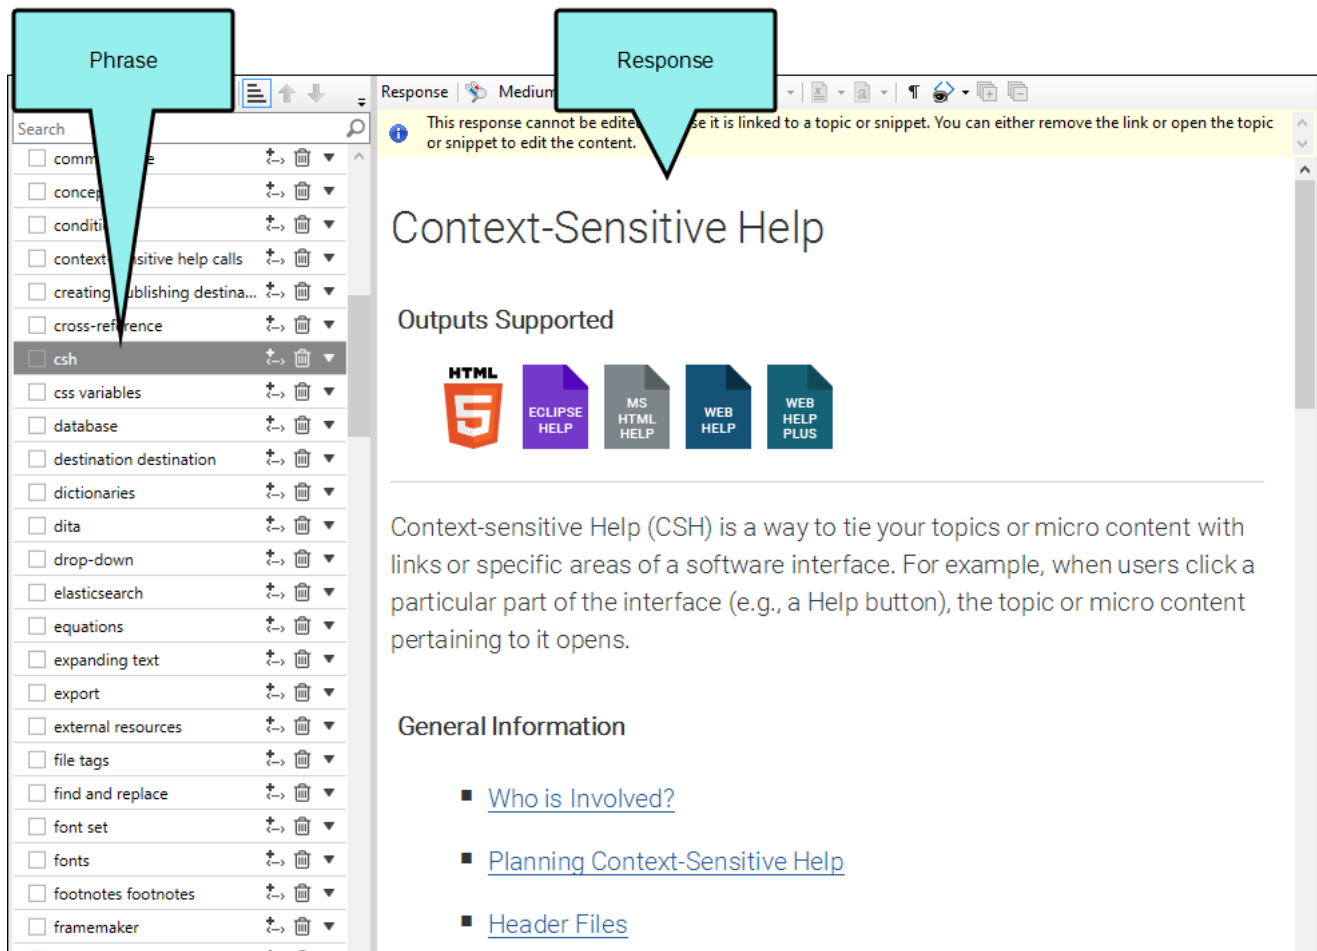 Phrase
Response
Response
Medium
Search
This response cannot be edited it is linked to a topic or snippet. You can either remove the link or open the topic
or snippet to edit the content.
context- sitive help calls
creating ublishing destina...
cross-reference
csh
css variables
database
destination destination
dictionaries
dita
drop-down
elasticsearch
equations
expanding text
export
external resources
file tags
find and replace
font set
fonts
footnotes footnotes
framemaker
Context-Sensitive Help
Outputs Supported
HTML
5
ECLIPSE
HELP
MS
HTML
HELP
WEB
HELP
WEB
HELP
PLUS
Context-sensitive Help (CSH) is a way to tie your topics or micro content with
links or specific areas of a software interface. For example, when users click a
particular part of the interface (e.g., a Help button), the topic or micro content
pertaining to it opens.
General Information
Who is Involved?
Planning Context-Sensitive Help
Header Files